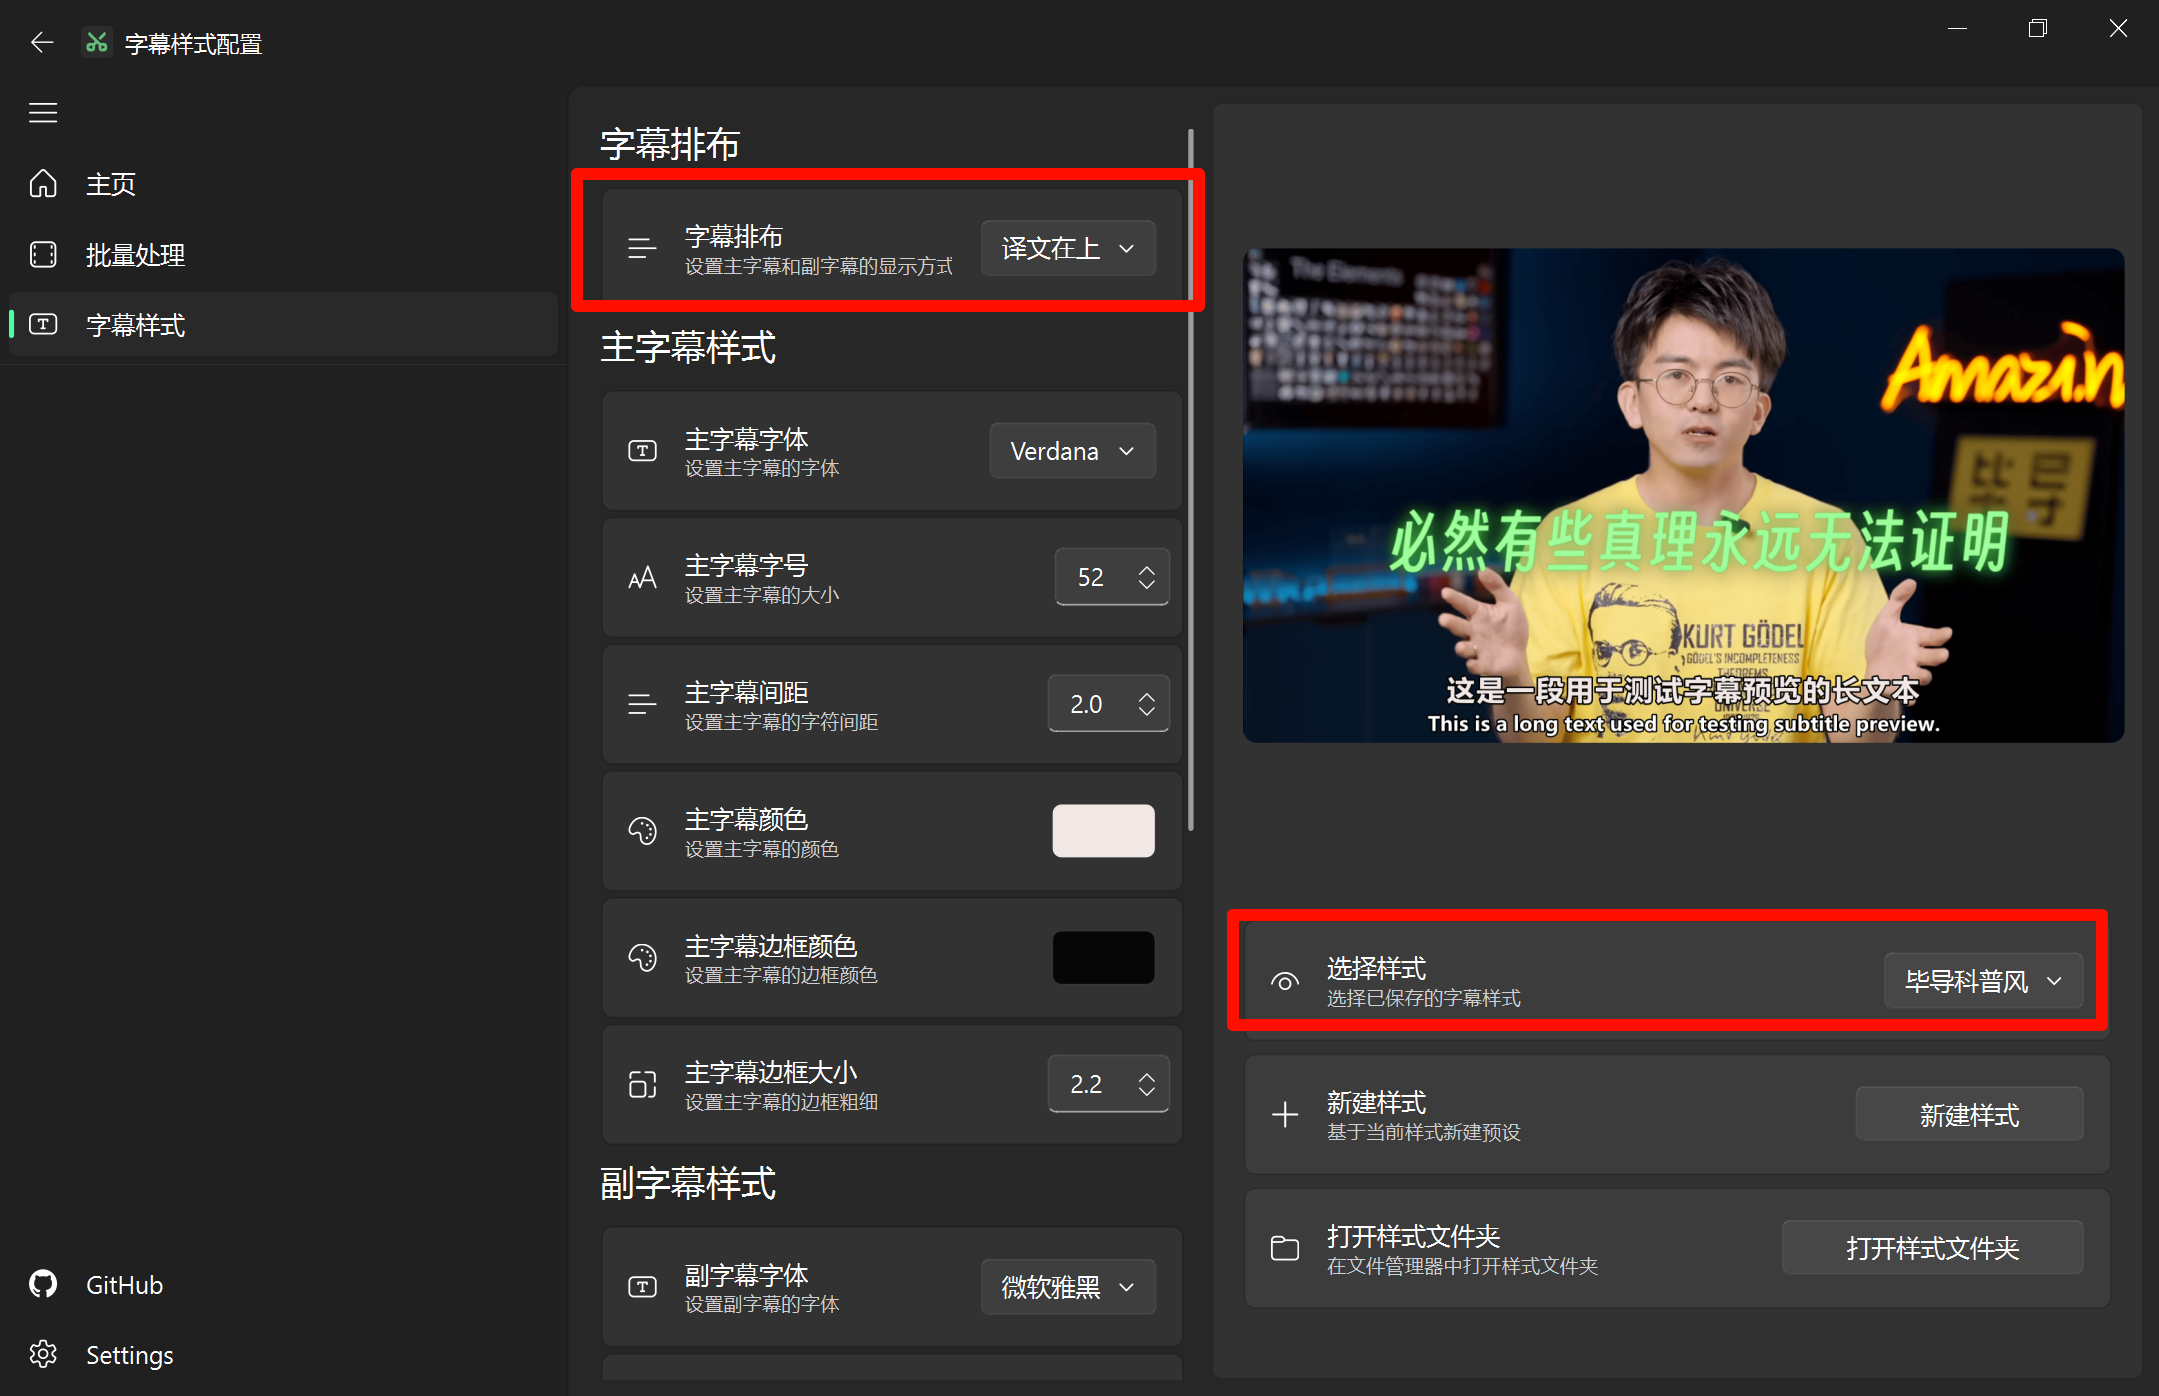 字幕样式配置
主页
批量处理
字幕样式
GitHub
Settings
字幕排布
字幕排布
设置主字幕和副字幕的显示方式
译文在上
主字幕样式
主字幕字体
设置主字幕的字体
Verdana
主字幕字号
设置主字幕的大小
52
主字幕间距
设置主字幕的字符间距
2.0
主字幕颜色
设置主字幕的颜色
主字幕边框颜色
设置主字幕的边框颜色
主字幕边框大小
设置主字幕的边框粗细
2.2
副字幕样式
副字幕字体
设置副字幕的字体
微软雅黑
The Elements
Amazin
必然有些真理永远无法证明
KURT GÖDEL
GÖDEL'S INCOMPLETENESS
THEOREMS
UNIVERSE
这是一段用于测试字幕预览的长文本
This is a long text used for testing subtitle preview.
选择样式
选择已保存的字幕样式
毕导科普风
新建样式
基于当前样式新建预设
新建样式
打开样式文件夹
在文件管理器中打开样式文件夹
打开样式文件夹